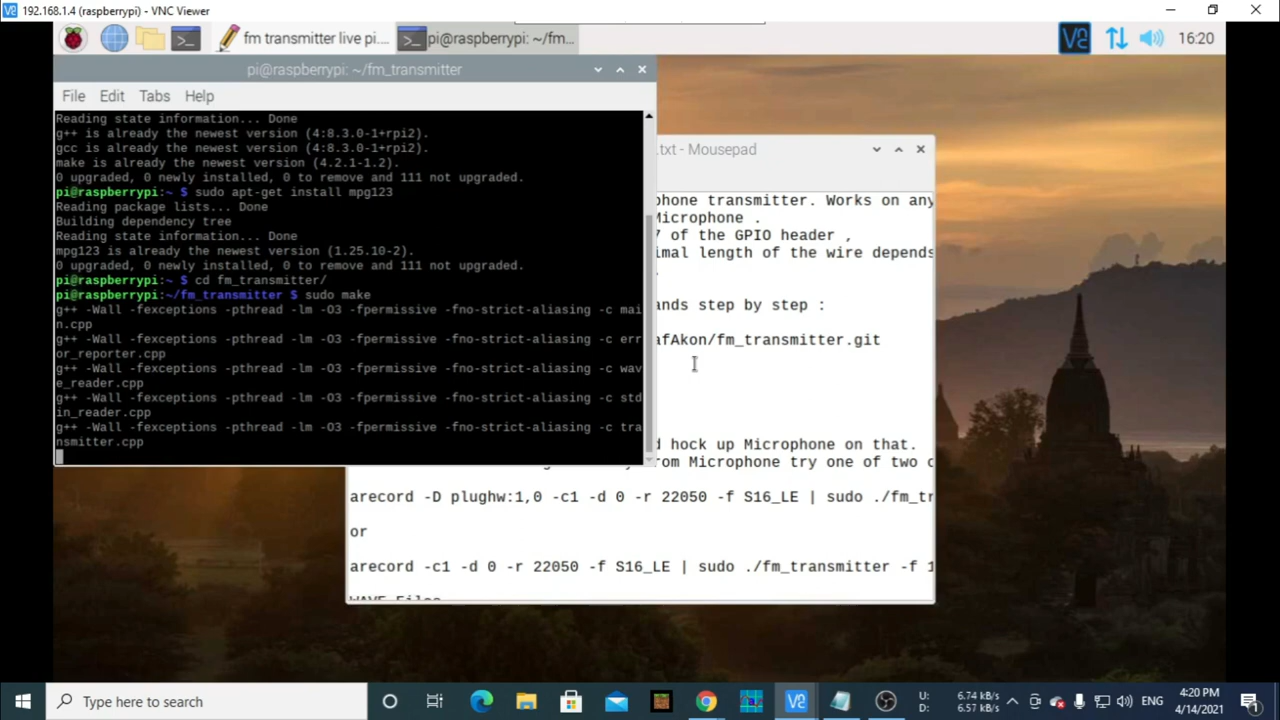 192.168.1.4 (raspberrypi) - VNC Viewer
fm transmitter live pi....
pi@raspberrypi: ~/fm...
16:20
pi@raspberrypi: ~/fm_transmitter
File Edit Tabs Help
Reading state information... Done
g++ is already the newest version (4:8.3.0-1+rpi2).
gcc is already the newest version (4:8.3.0-1+rpi2).
make is already the newest version (4.2.1-1.2).
0 upgraded, 0 newly installed, 0 to remove and 111 not upgraded.
pi@raspberrypi:~ $ sudo apt-get install mpg123
Reading package lists... Done
Building dependency tree
Reading state information... Done
mpg123 is already the newest version (1.25.10-2).
0 upgraded, 0 newly installed, 0 to remove and 111 not upgraded.
pi@raspberrypi:~ $ cd fm_transmitter/
pi@raspberrypi:~/fm_transmitter $ sudo make
g++ -Wall -fexceptions -pthread -lm -O3 -fpermissive -fno-strict-aliasing -c mai
n.cpp
g++ -Wall -fexceptions -pthread -lm -O3 -fpermissive -fno-strict-aliasing -c err
or_reporter.cpp
g++ -Wall -fexceptions -pthread -lm -O3 -fpermissive -fno-strict-aliasing -c wav
e_reader.cpp
g++ -Wall -fexceptions -pthread -lm -O3 -fpermissive -fno-strict-aliasing -c std
in_reader.cpp
g++ -Wall -fexceptions -pthread -lm -O3 -fpermissive -fno-strict-aliasing -c tra
nsmitter.cpp
.txt - Mousepad
phone transmitter. Works on any
Microphone .
7 of the GPIO header ,
imal length of the wire depends
ands step by step :
afAkon/fm_transmitter.git
d hock up Microphone on that.
from Microphone try one of two c
arecord -D plughw:1,0 -c1 -d 0 -r 22050 -f S16_LE | sudo ./fm_tr
or
arecord -c1 -d 0 -r 22050 -f S16_LE | sudo ./fm_transmitter -f 1
WAVE Files
Type here to search
U: 6.74 kB/s
D: 6.57 kB/s
ENG
4:20 PM
4/14/2021
1